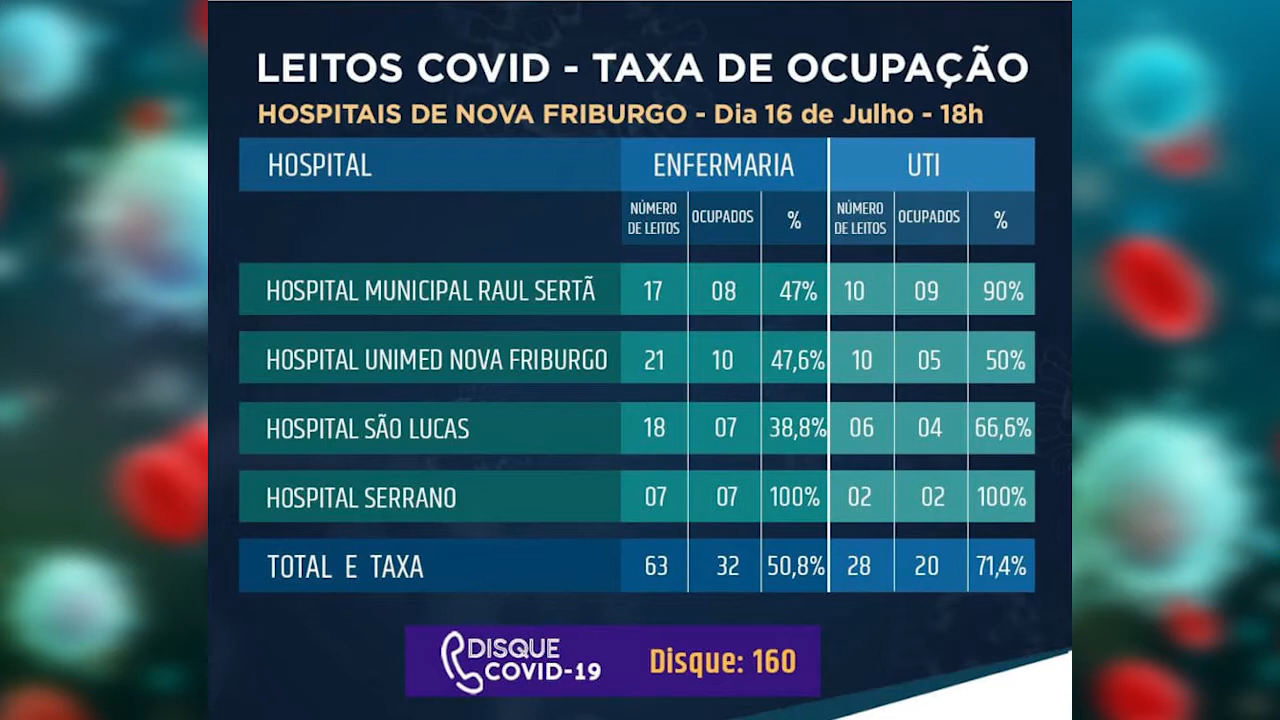 LEITOS COVID - TAXA DE OCUPAÇÃO
HOSPITAIS DE NOVA FRIBURGO - Dia 16 de Julho - 18h
HOSPITAL ENFERMARIA UTI
NÚMERO DE LEITOS OCUPADOS % NÚMERO DE LEITOS OCUPADOS %
HOSPITAL MUNICIPAL RAUL SERTÃ 17 08 47% 10 09 90%
HOSPITAL UNIMED NOVA FRIBURGO 21 10 47,6% 10 05 50%
HOSPITAL SÃO LUCAS 18 07 38,8% 06 04 66,6%
HOSPITAL SERRANO 07 07 100% 02 02 100%
TOTAL E TAXA 63 32 50,8% 28 20 71,4%
DISQUE
COVID-19
Disque: 160